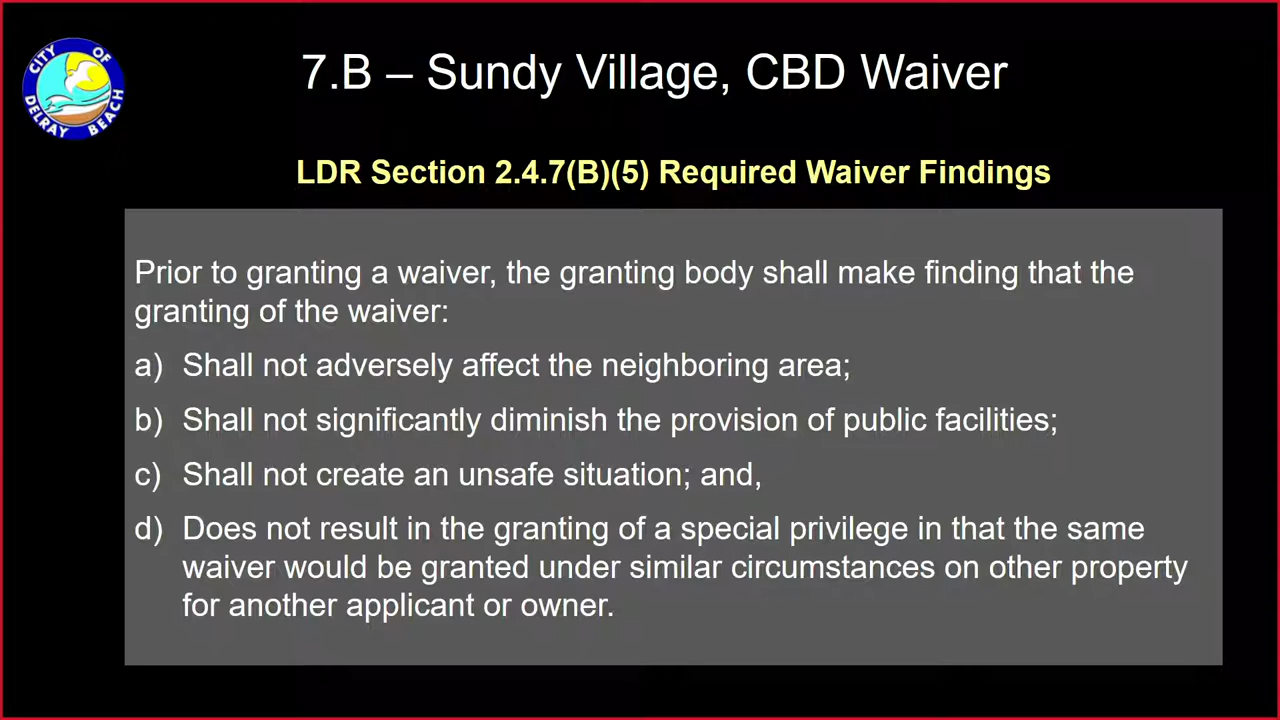 CITY OF
DELRAY BEACH
7.B – Sundy Village, CBD Waiver
LDR Section 2.4.7(B)(5) Required Waiver Findings
Prior to granting a waiver, the granting body shall make finding that the
granting of the waiver:
a) Shall not adversely affect the neighboring area;
b) Shall not significantly diminish the provision of public facilities;
c) Shall not create an unsafe situation; and,
d) Does not result in the granting of a special privilege in that the same
waiver would be granted under similar circumstances on other property
for another applicant or owner.